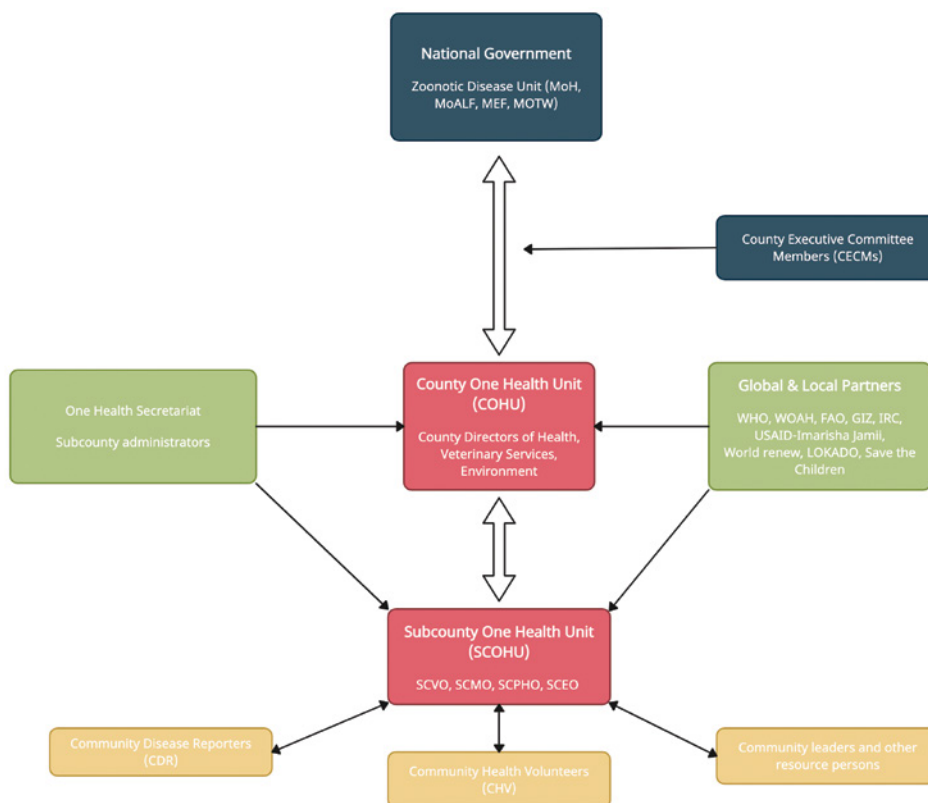 National Government
Zoonotic Disease Unit (MoH,
MoALF, MEF, MOTW)
County Executive Committee
Members (CECMs)
One Health Secretariat
Subcounty administrators
County One Health Unit
(COHU)
County Directors of Health,
Veterinary Services,
Environment
Global & Local Partners
WHO, WOAH, FAO, GIZ, IRC,
USAID-Imarisha Jamii,
World renew, LOKADO, Save the
Children
Subcounty One Health Unit
(SCOHU)
SCVO, SCMO, SCPHO, SCEO
Community Disease Reporters
(CDR)
Community Health Volunteers
(CHV)
Community leaders and other
resource persons